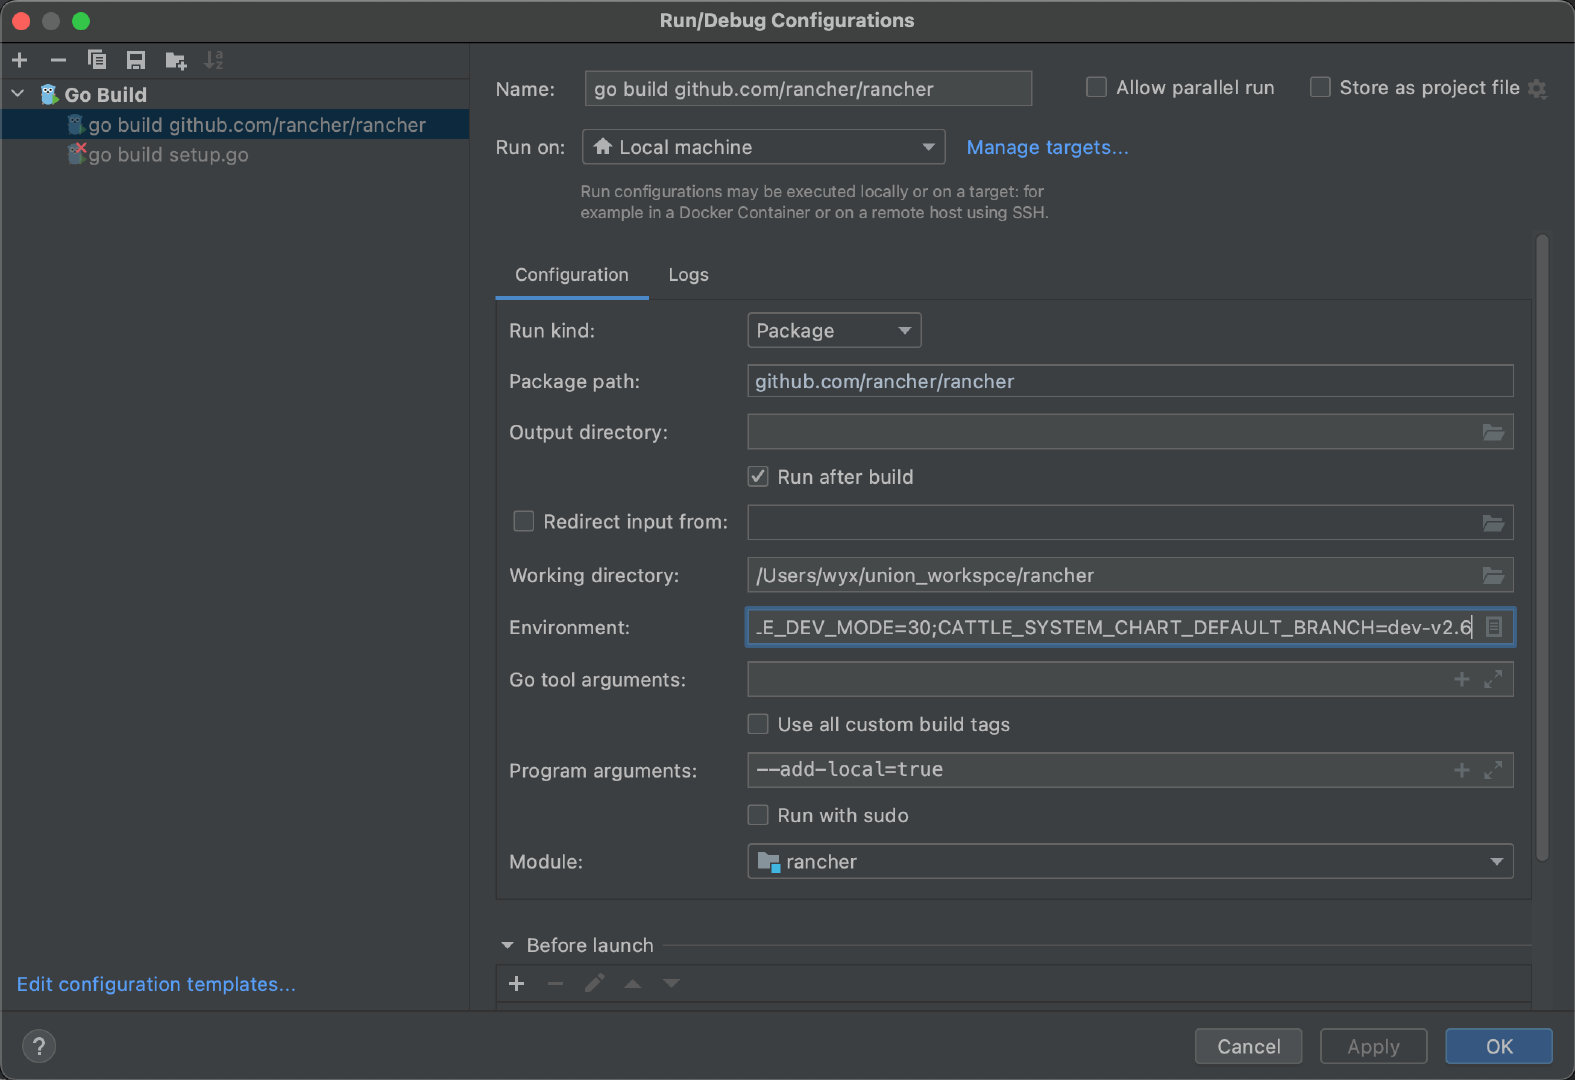 Run/Debug Configurations
Go Build
go build github.com/rancher/rancher
go build setup.go
Name: go build github.com/rancher/rancher
Allow parallel run
Store as project file
Run on: Local machine
Manage targets...
Run configurations may be executed locally or on a target: for
example in a Docker Container or on a remote host using SSH.
Configuration
Logs
Run kind: Package
Package path: github.com/rancher/rancher
Output directory:
Run after build
Redirect input from:
Working directory: /Users/wyx/union_workspce/rancher
Environment: E_DEV_MODE=30;CATTLE_SYSTEM_CHART_DEFAULT_BRANCH=dev-v2.6
Go tool arguments:
Use all custom build tags
Program arguments: --add-local=true
Run with sudo
Module: rancher
Before launch
Edit configuration templates...
?
Cancel
Apply
OK